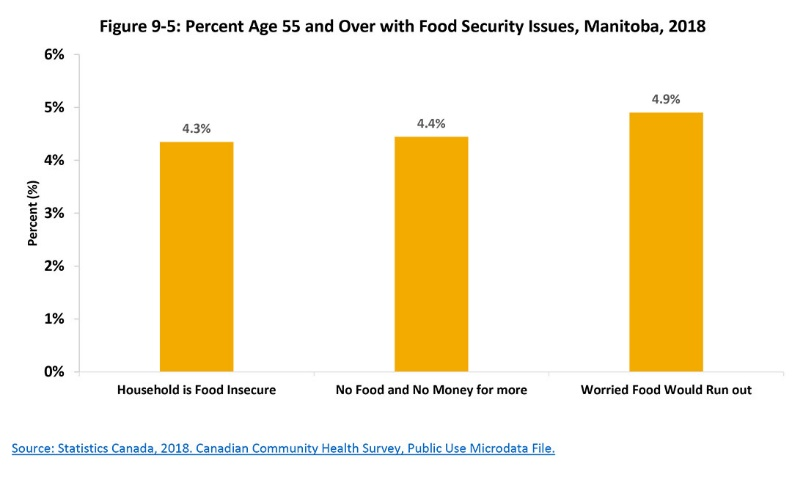 Figure 9-5: Percent Age 55 and Over with Food Security Issues, Manitoba, 2018
6%
5%
4%
3%
2%
1%
0%
Percent (%)
4.3%
4.4%
4.9%
Household is Food Insecure
No Food and No Money for more
Worried Food Would Run out
Source: Statistics Canada, 2018. Canadian Community Health Survey, Public Use Microdata File.